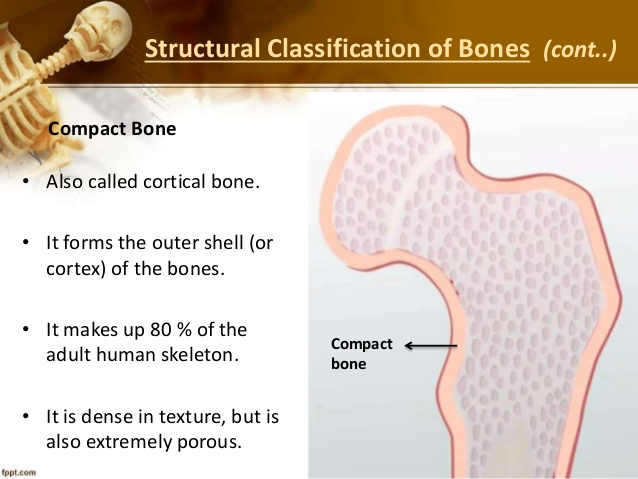 Structural Classification of Bones (cont..)
Compact Bone
• Also called cortical bone.
• It forms the outer shell (or
cortex) of the bones.
• It makes up 80 % of the
adult human skeleton.
• It is dense in texture, but is
also extremely porous.
Compact
bone
fppt.com